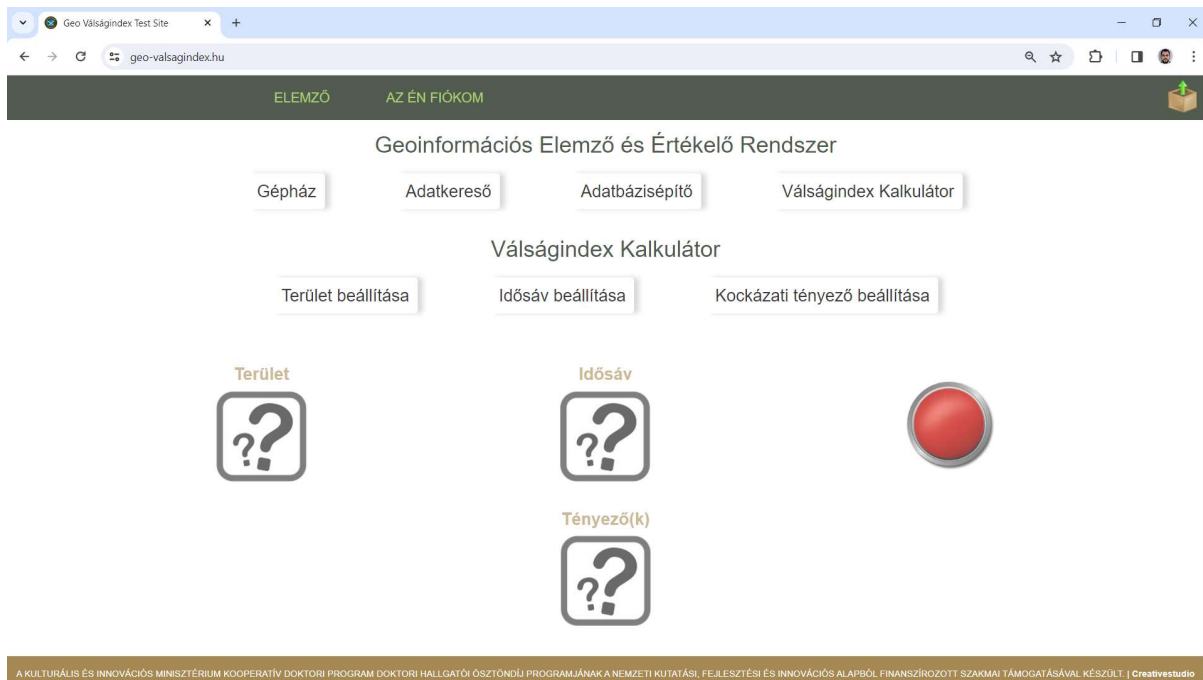 Geo Válságindex Test Site
geo-valsagindex.hu
ELEMZŐ AZ ÉN FIÓKOM
Geoinformációs Elemző és Értékelő Rendszer
Gépház Adatkereső Adatbázisépítő Válságindex Kalkulátor
Válságindex Kalkulátor
Terület beállítása Idősáv beállítása Kockázati tényező beállítása
Terület Idősáv
Tényező(k)
A KULTURÁLIS ÉS INNOVÁCIÓS MINISZTÉRIUM KOOPERATÍV DOKTORI PROGRAM DOKTORI HALLGATÓI ÖSZTÖNDÍJ PROGRAMJÁNAK A NEMZETI KUTATÁSI, FEJLESZTÉSI ÉS INNOVÁCIÓS ALAPBÓL FINANSZÍROZOTT SZAKMAI TÁMOGATÁSÁVAL KÉSZÜLT. | Creativestudio